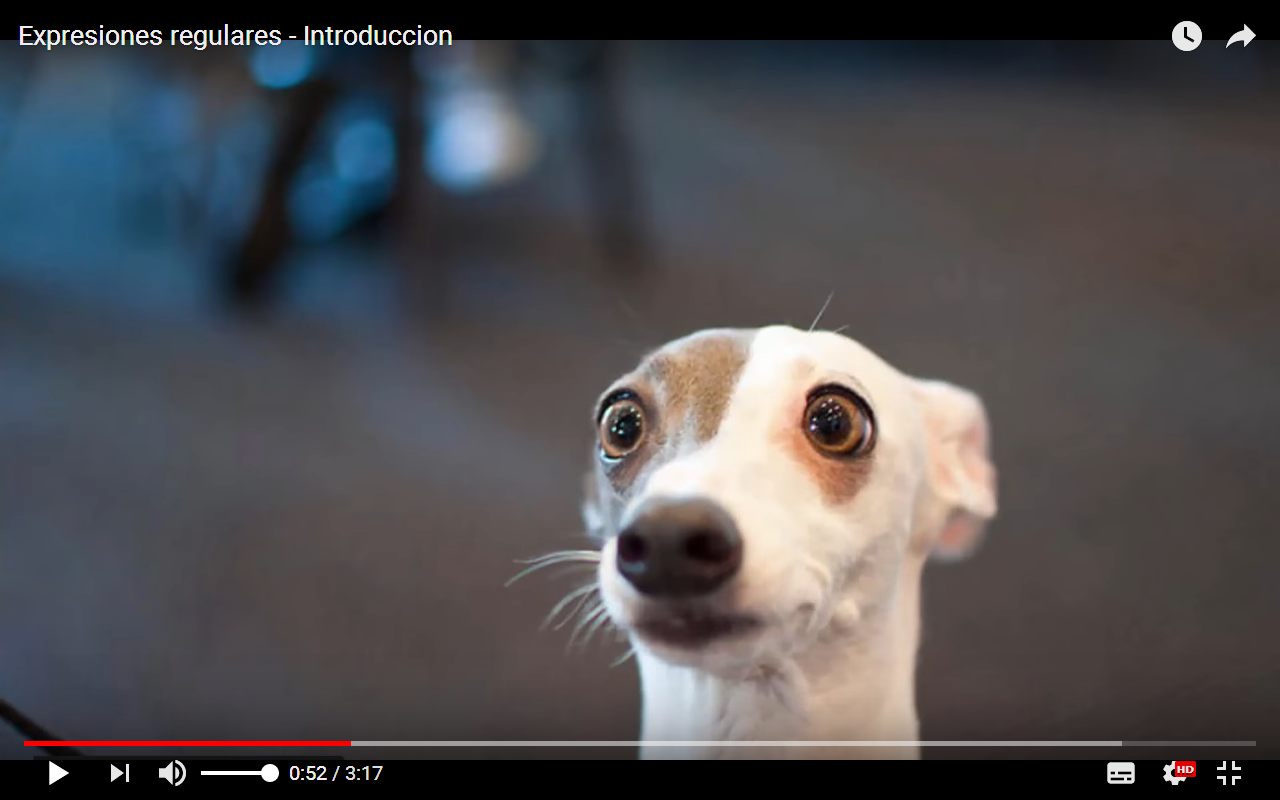 Expresiones regulares - Introduccion
HD
0:52 / 3:17